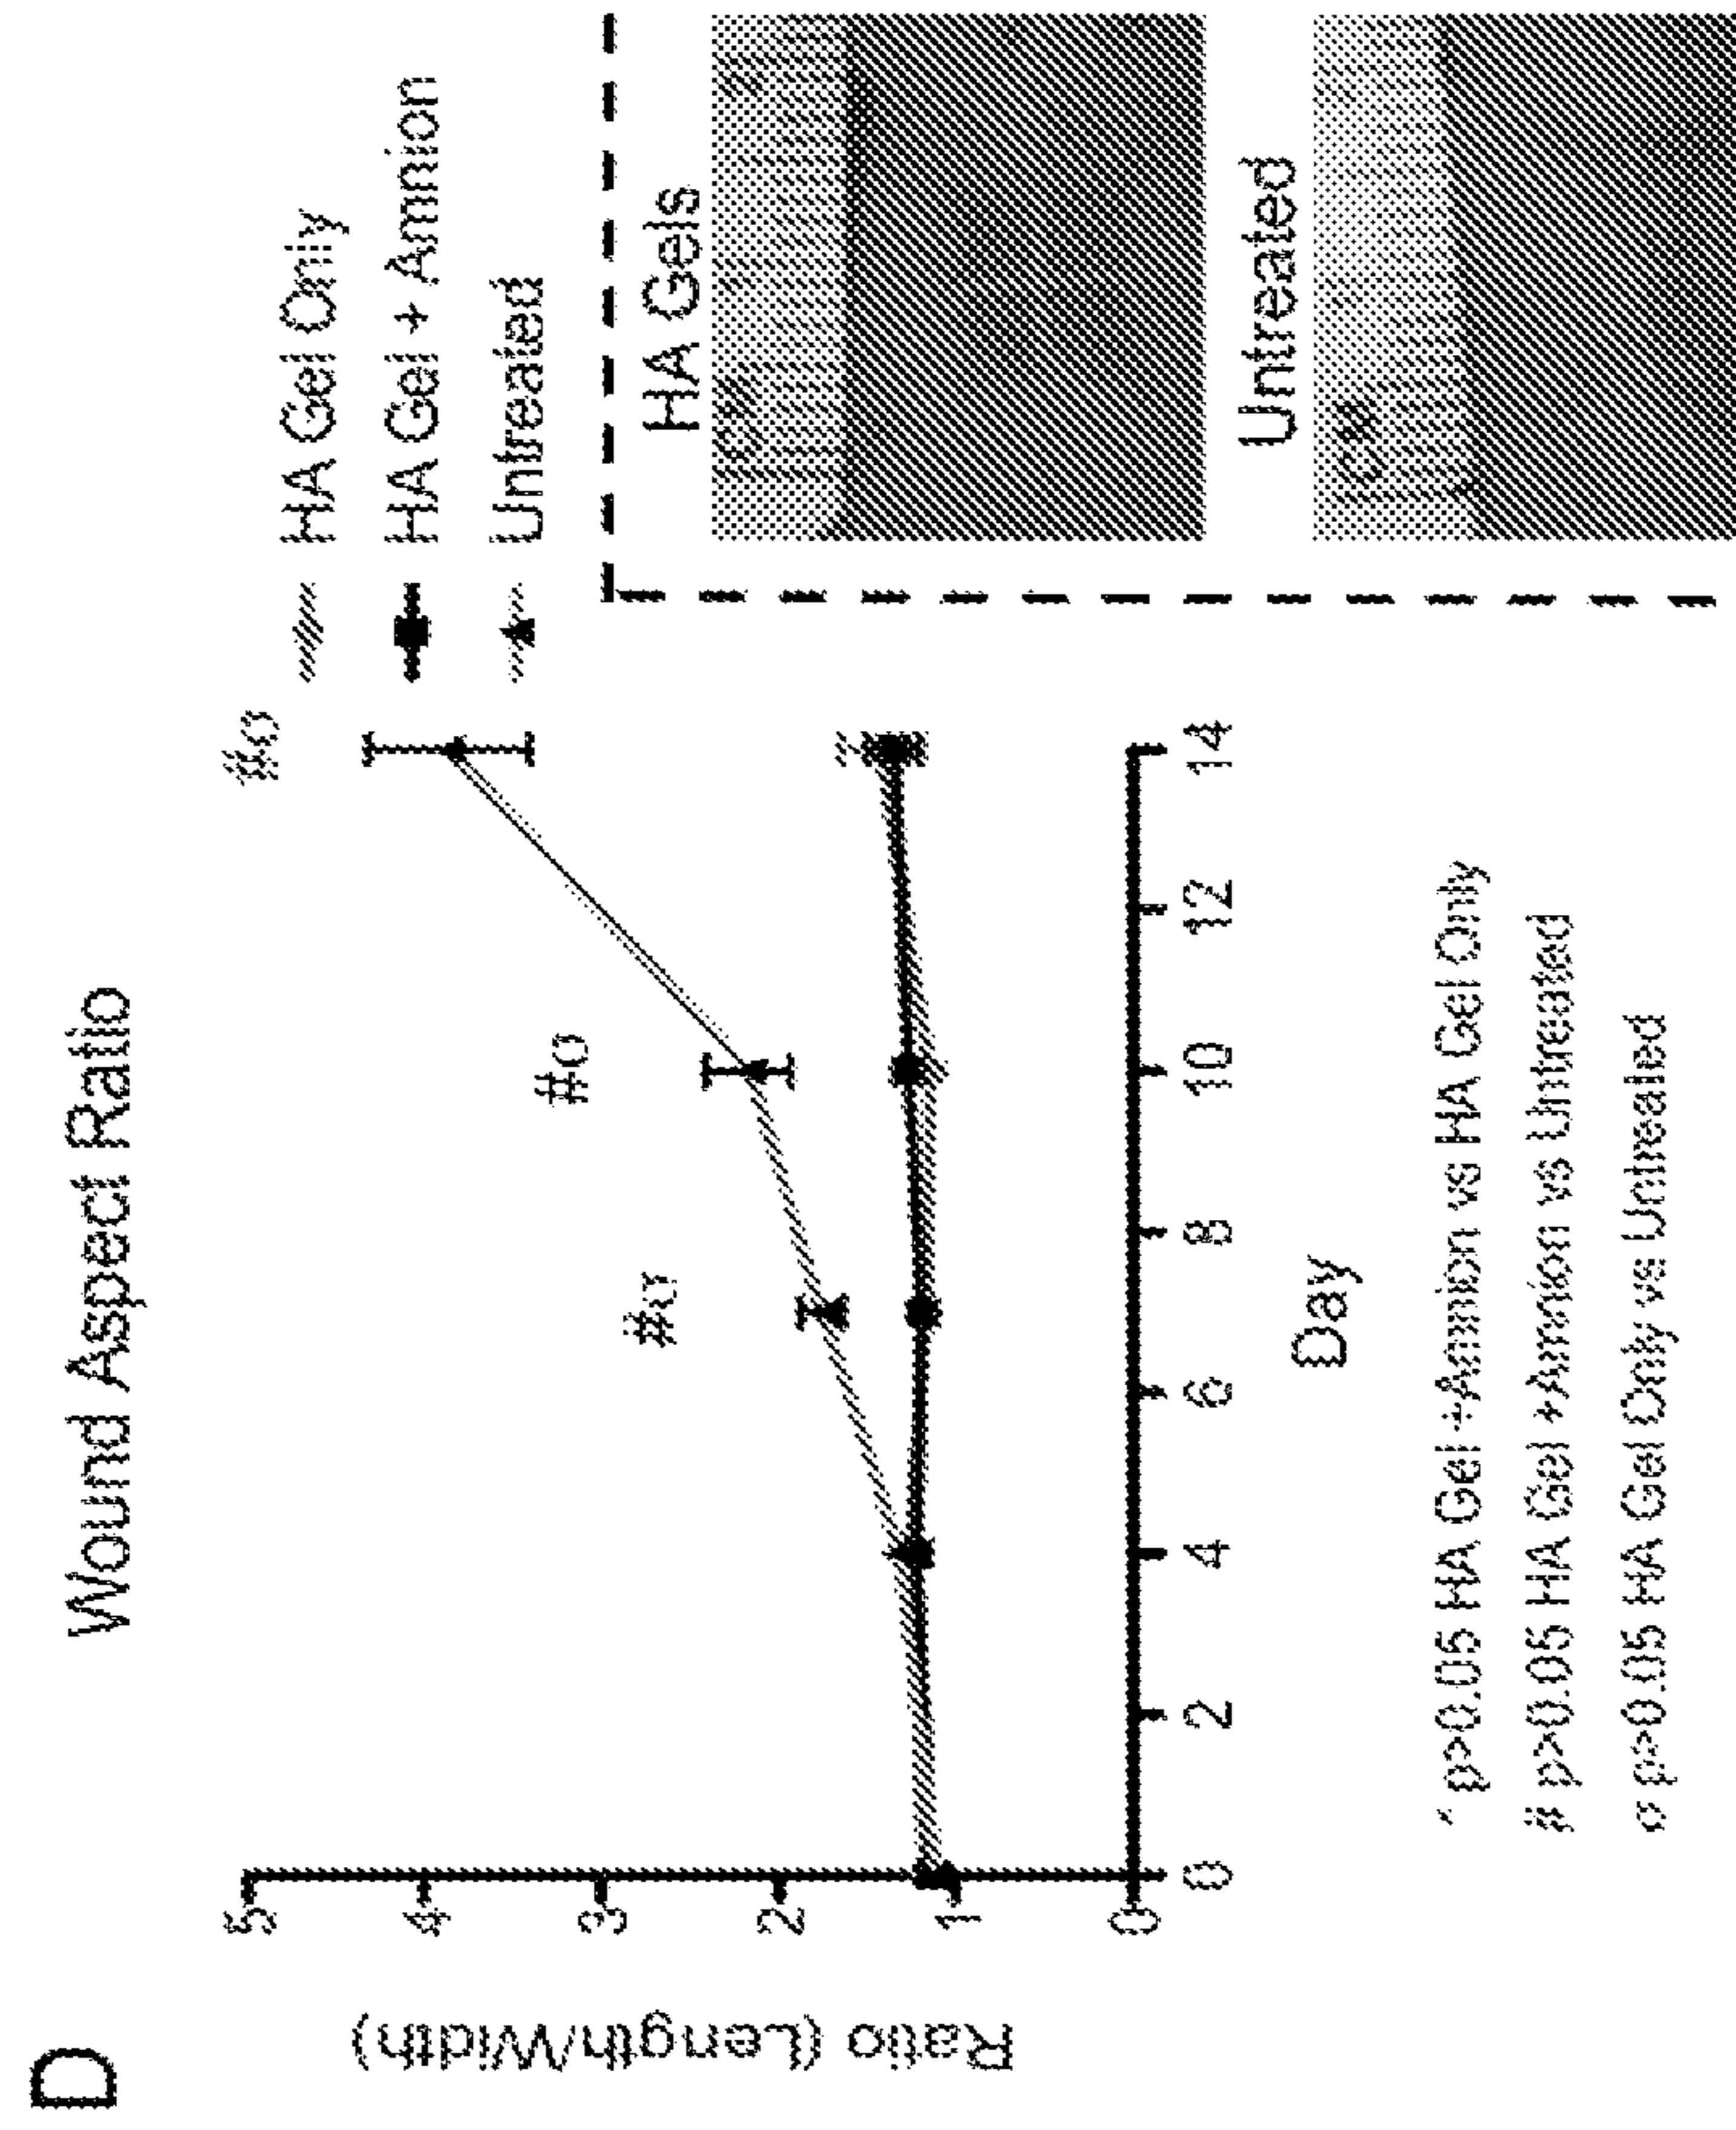 D
Wound Aspect Ratio
Ratio (Length/Width)
5
4
3
2
1
0
0 2 4 6 8 10 12 14
Day
#σ
#σ
#σ
HA Gel Only
HA Gel + Amnion
Untreated
HA Gels
Untreated
CM
* p>0.05 HA Gel +Amnion vs HA Gel Only
# p>0.05 HA Gel +Amnion vs Untreated
σ p>0.05 HA Gel Only vs Untreated